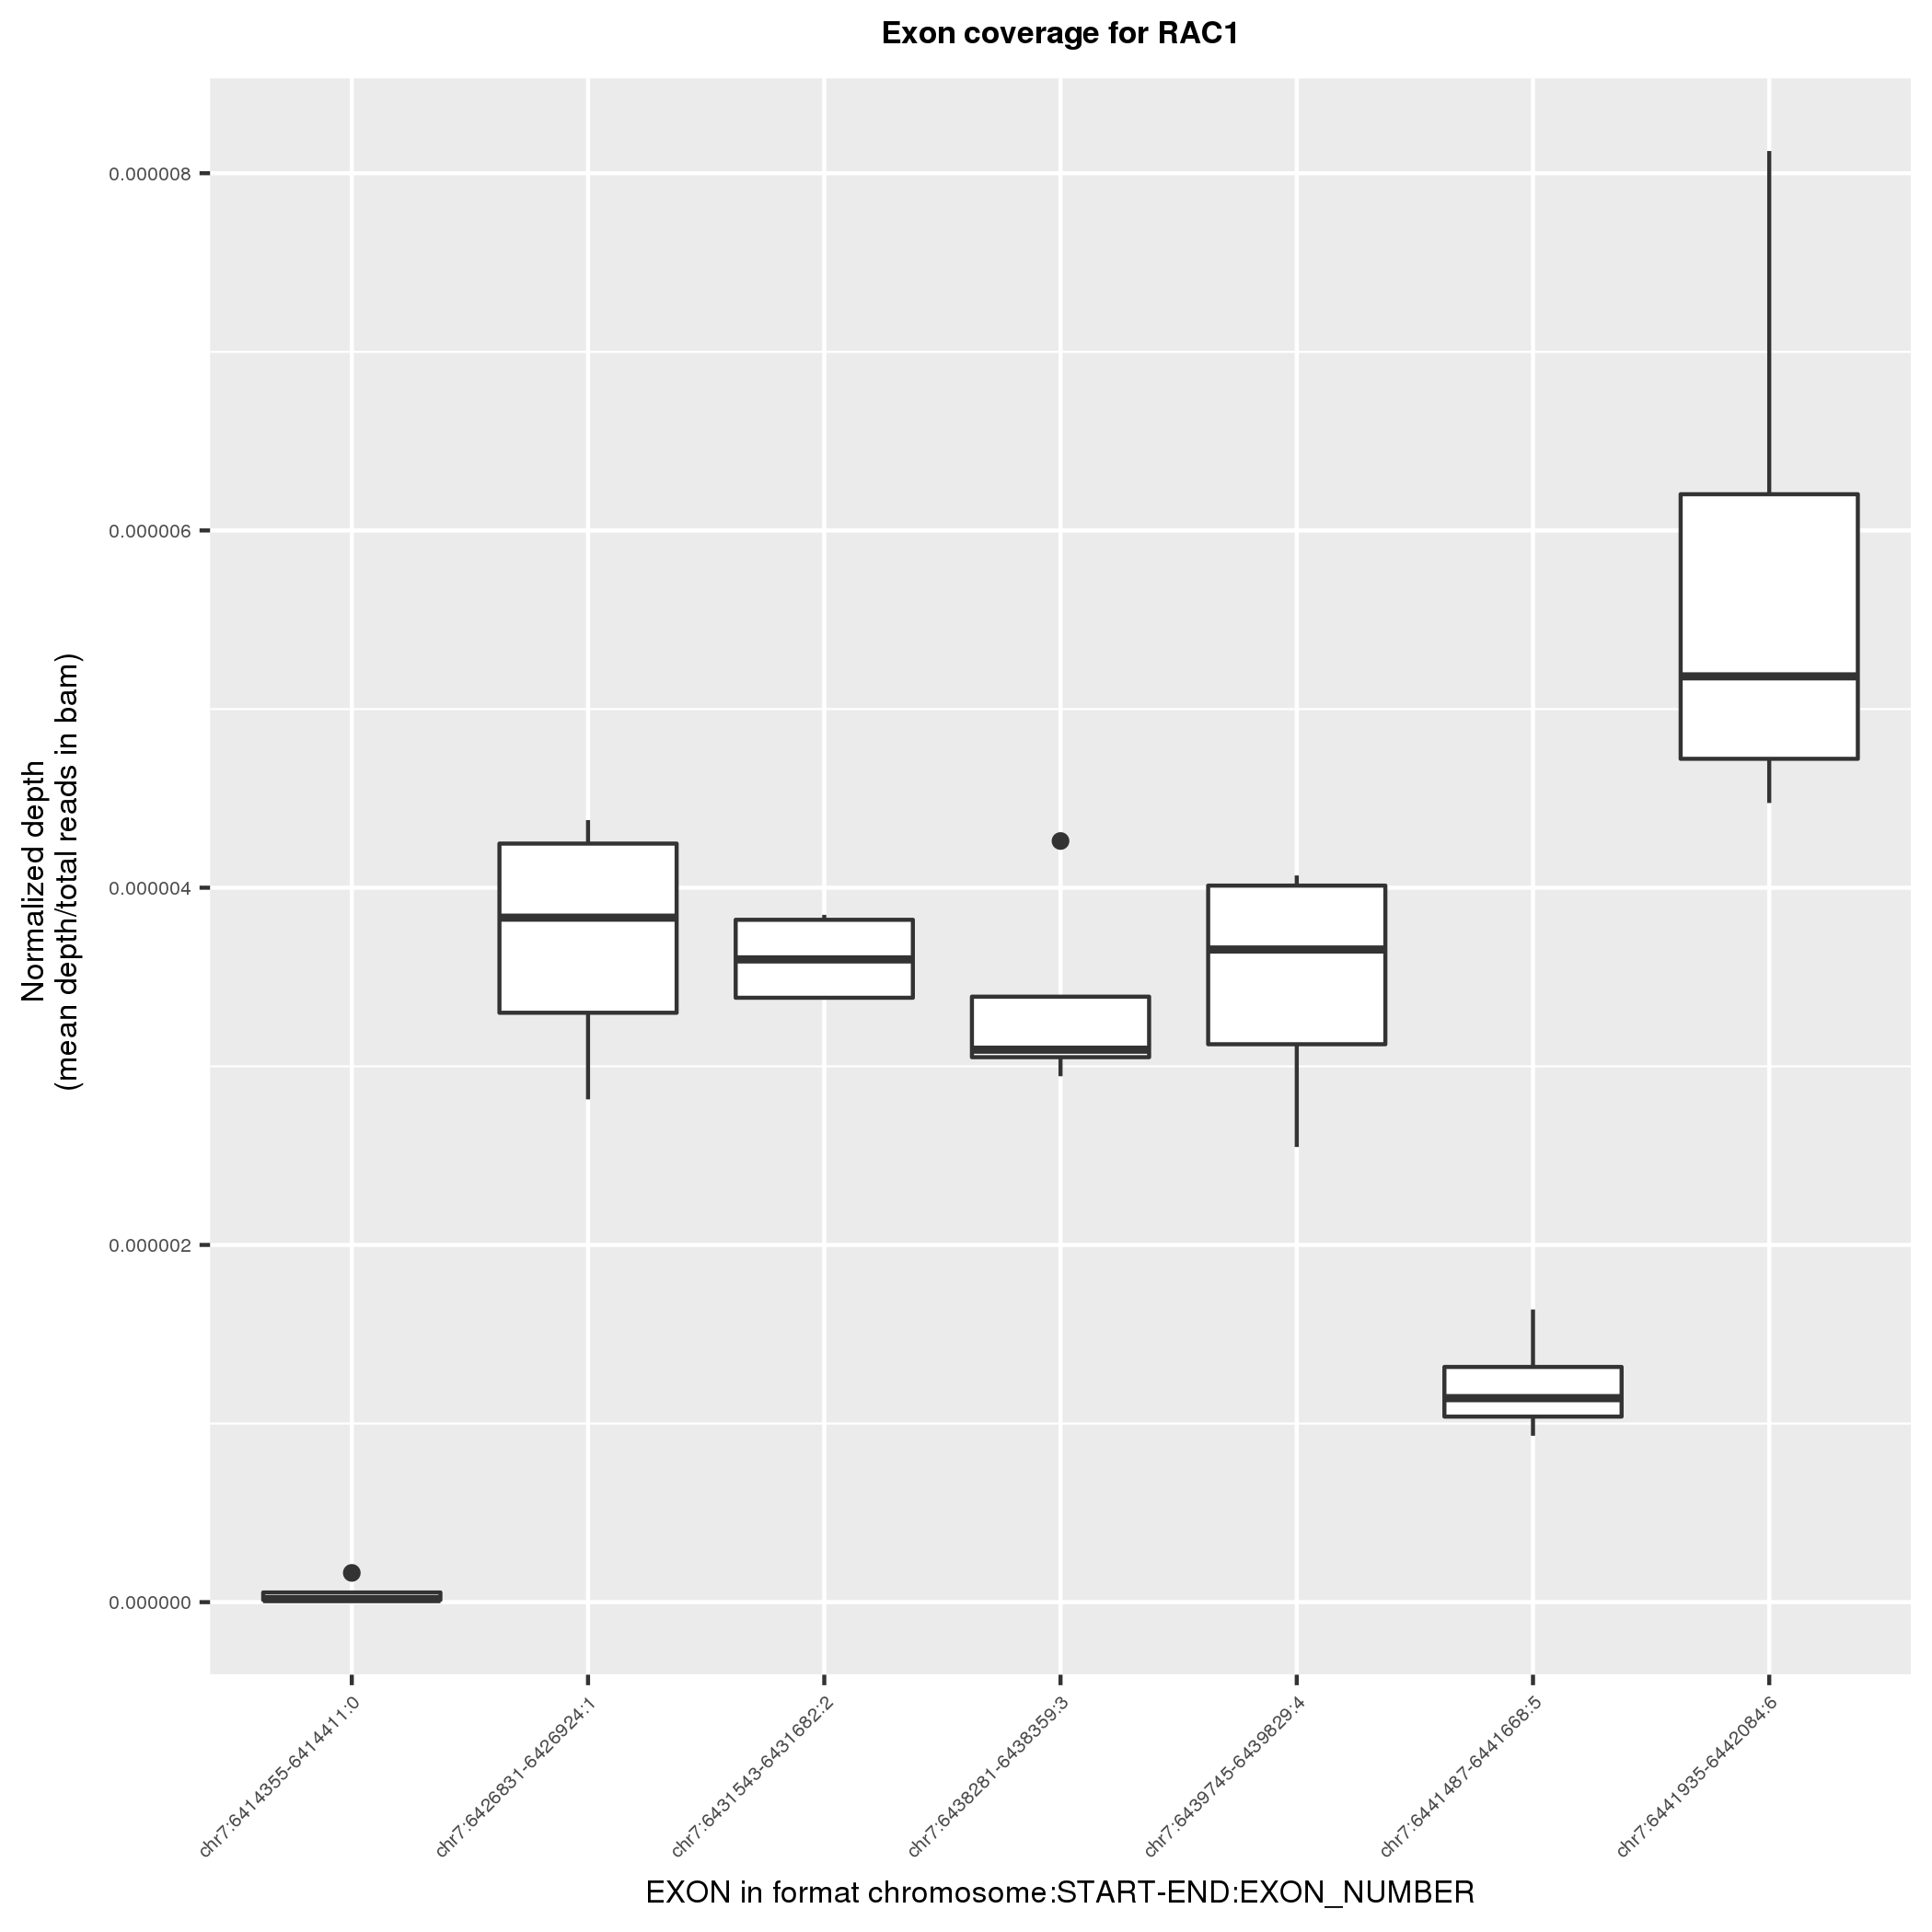 Exon coverage for RAC1
0.000008
0.000006
0.000004
0.000002
0.000000
Normalized depth
(mean depth/total reads in bam)
chr7:6414355-6414411:0
chr7:6426831-6426924:1
chr7:6431543-6431682:2
chr7:6438281-6438359:3
chr7:6439745-6439829:4
chr7:6441487-6441668:5
chr7:6441935-6442084:6
EXON in format chromosome:START-END:EXON_NUMBER